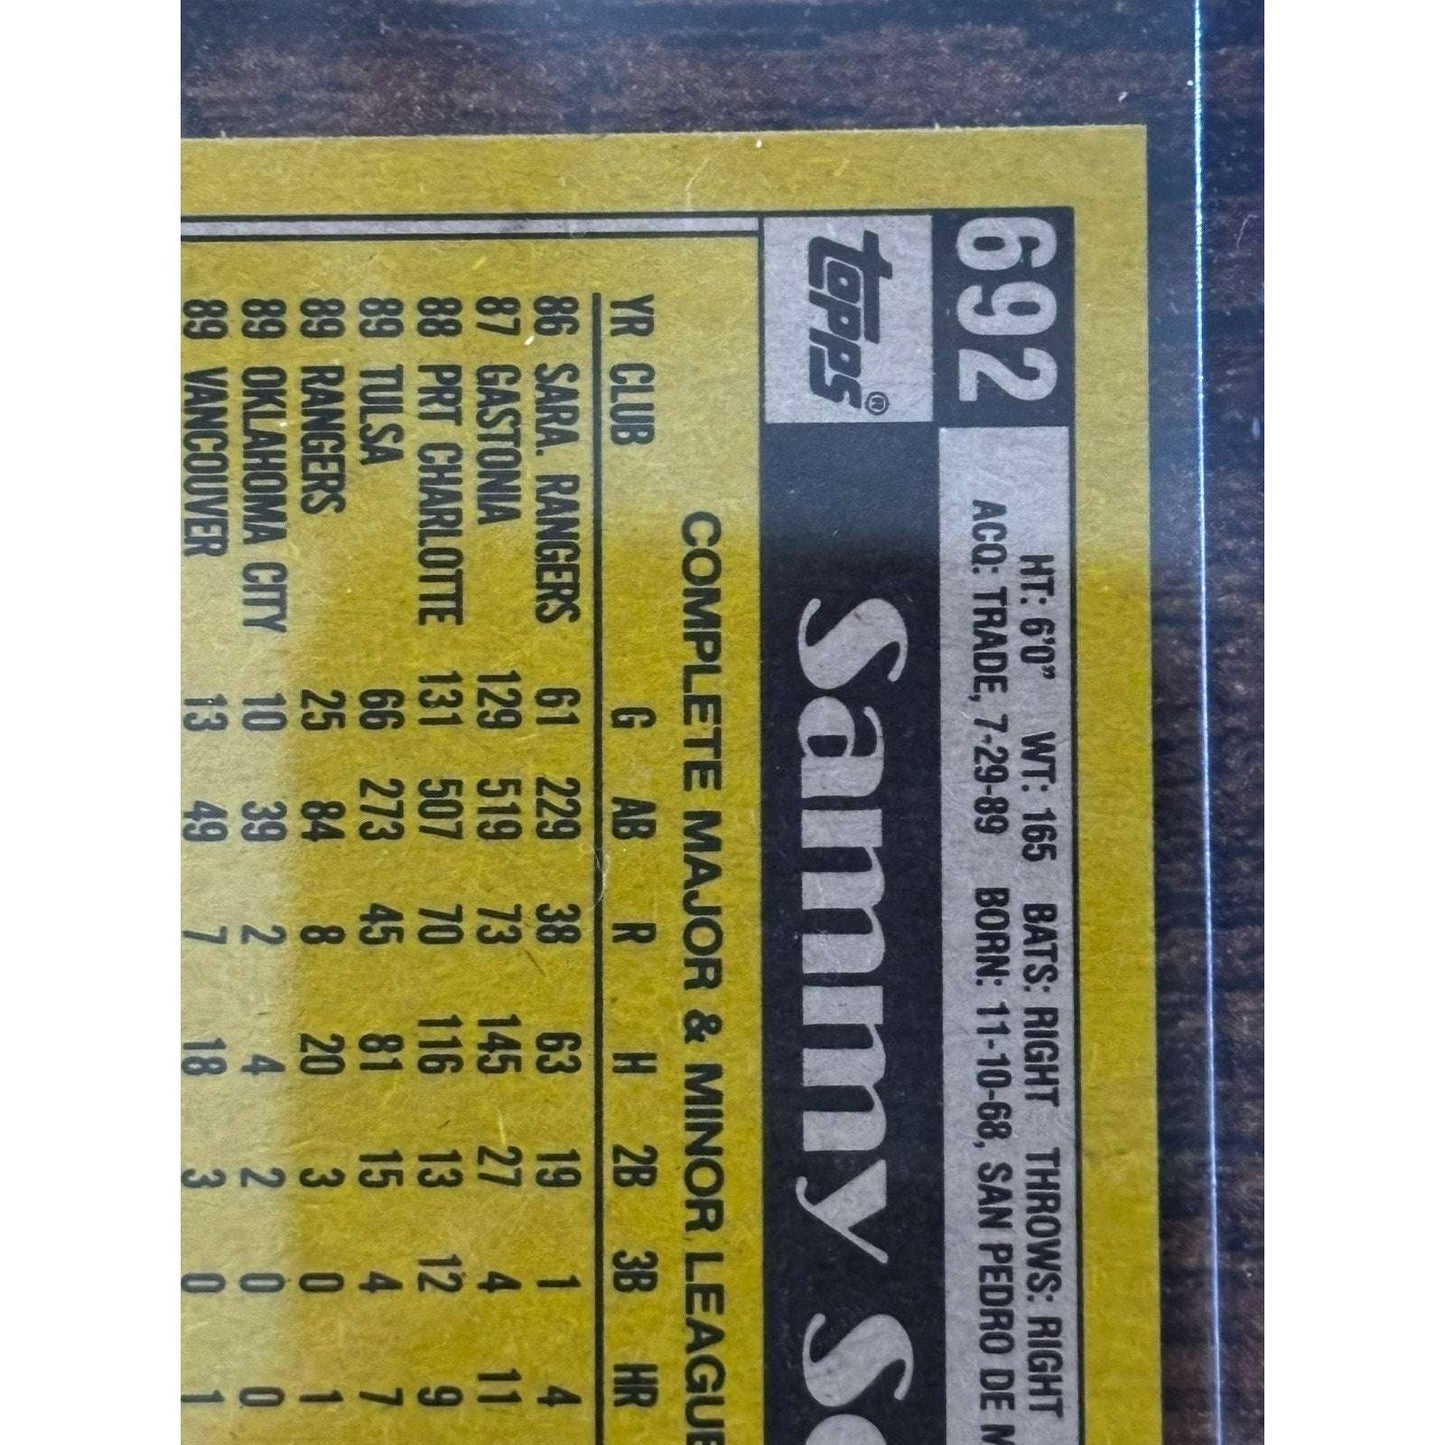 692
HT: 6'0" WT: 165 BATS: RIGHT THROWS: RIGHT
ACQ: TRADE, 7-29-89 BORN: 11-10-68, SAN PEDRO DE M
topps®
Sammy So
COMPLETE MAJOR & MINOR LEAGUE
YR CLUB G AB R H 2B 3B HR
86 SARA. RANGERS 61 229 38 63 19 1 4
87 GASTONIA 129 519 73 145 27 4 11
88 PRT CHARLOTTE 131 507 70 116 13 12 9
89 TULSA 66 273 45 81 15 4 7
89 RANGERS 25 84 8 20 3 0 1
89 OKLAHOMA CITY 10 39 2 4 2 0 0
89 VANCOUVER 13 49 7 18 3 0 1